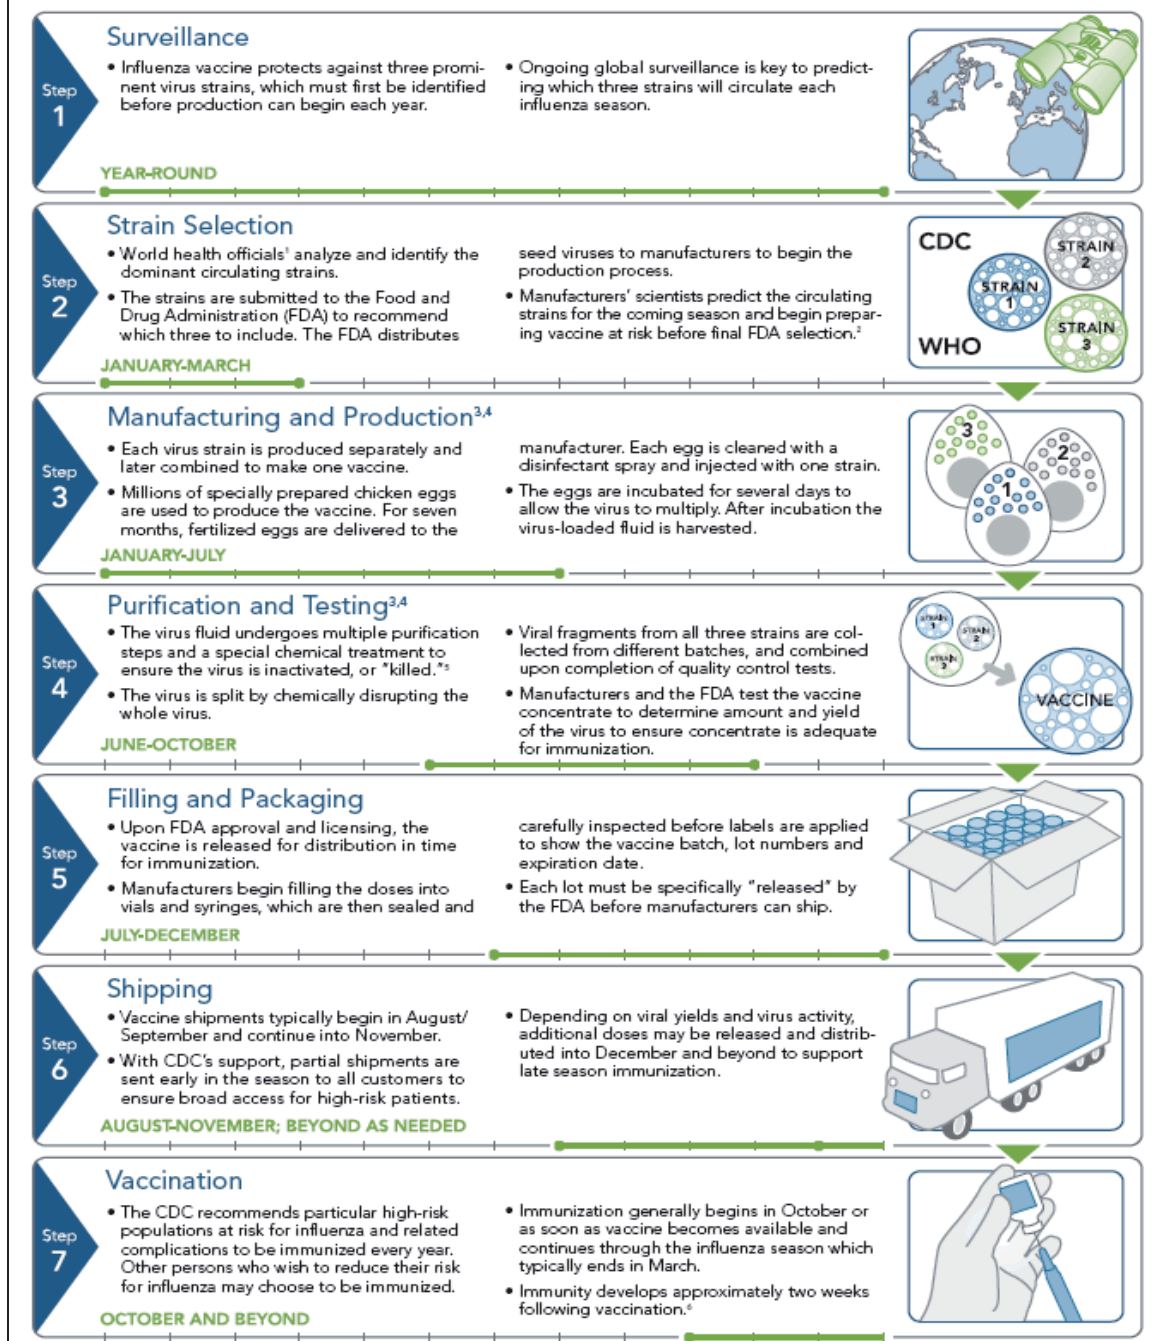 Step
1
Surveillance
• Influenza vaccine protects against three promi-
nent virus strains, which must first be identified
before production can begin each year.
• Ongoing global surveillance is key to predict-
ing which three strains will circulate each
influenza season.
YEAR-ROUND
Step
2
Strain Selection
• World health officials¹ analyze and identify the
dominant circulating strains.
• The strains are submitted to the Food and
Drug Administration (FDA) to recommend
which three to include. The FDA distributes
seed viruses to manufacturers to begin the
production process.
• Manufacturers' scientists predict the circulating
strains for the coming season and begin prepar-
ing vaccine at risk before final FDA selection.²
JANUARY-MARCH
CDC
STRAIN
2
STRAIN
1
STRAIN
3
WHO
Step
3
Manufacturing and Production³,⁴
• Each virus strain is produced separately and
later combined to make one vaccine.
• Millions of specially prepared chicken eggs
are used to produce the vaccine. For seven
months, fertilized eggs are delivered to the
manufacturer. Each egg is cleaned with a
disinfectant spray and injected with one strain.
• The eggs are incubated for several days to
allow the virus to multiply. After incubation the
virus-loaded fluid is harvested.
JANUARY-JULY
3
2
1
Step
4
Purification and Testing³,⁴
• The virus fluid undergoes multiple purification
steps and a special chemical treatment to
ensure the virus is inactivated, or "killed."⁵
• The virus is split by chemically disrupting the
whole virus.
• Viral fragments from all three strains are col-
lected from different batches, and combined
upon completion of quality control tests.
• Manufacturers and the FDA test the vaccine
concentrate to determine amount and yield
of the virus to ensure concentrate is adequate
for immunization.
JUNE-OCTOBER
STRAIN
1
STRAIN
2
STRAIN
3
VACCINE
Step
5
Filling and Packaging
• Upon FDA approval and licensing, the
vaccine is released for distribution in time
for immunization.
• Manufacturers begin filling the doses into
vials and syringes, which are then sealed and
carefully inspected before labels are applied
to show the vaccine batch, lot numbers and
expiration date.
• Each lot must be specifically "released" by
the FDA before manufacturers can ship.
JULY-DECEMBER
Step
6
Shipping
• Vaccine shipments typically begin in August/
September and continue into November.
• With CDC's support, partial shipments are
sent early in the season to all customers to
ensure broad access for high-risk patients.
• Depending on viral yields and virus activity,
additional doses may be released and distrib-
uted into December and beyond to support
late season immunization.
AUGUST-NOVEMBER; BEYOND AS NEEDED
Step
7
Vaccination
• The CDC recommends particular high-risk
populations at risk for influenza and related
complications to be immunized every year.
Other persons who wish to reduce their risk
for influenza may choose to be immunized.
• Immunization generally begins in October or
as soon as vaccine becomes available and
continues through the influenza season which
typically ends in March.
• Immunity develops approximately two weeks
following vaccination.⁶
OCTOBER AND BEYOND